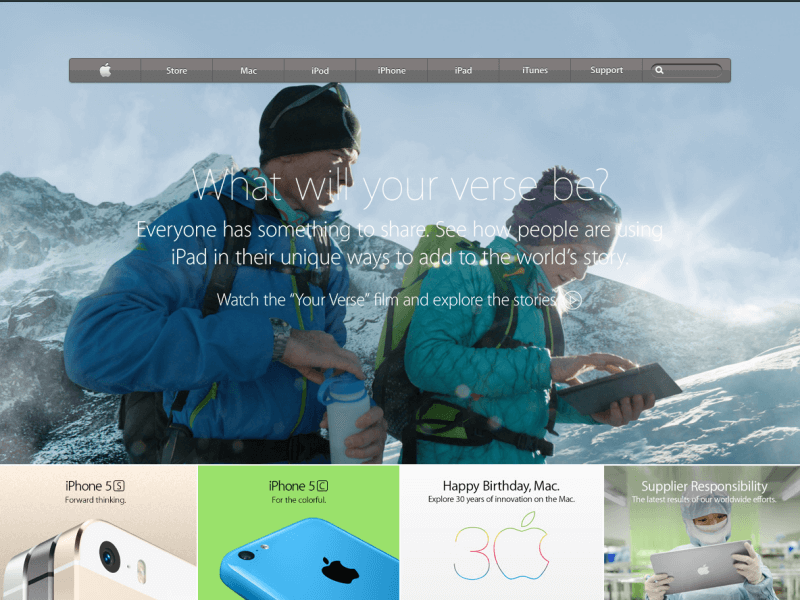 Store Mac iPod iPhone iPad iTunes Support
What will your verse be?
Everyone has something to share. See how people are using
iPad in their unique ways to add to the world's story.
Watch the “Your Verse” film and explore the stories
iPhone 5S
Forward thinking.
iPhone 5C
For the colorful.
Happy Birthday, Mac.
Explore 30 years of innovation on the Mac.
30
Supplier Responsibility
The latest results of our worldwide efforts.